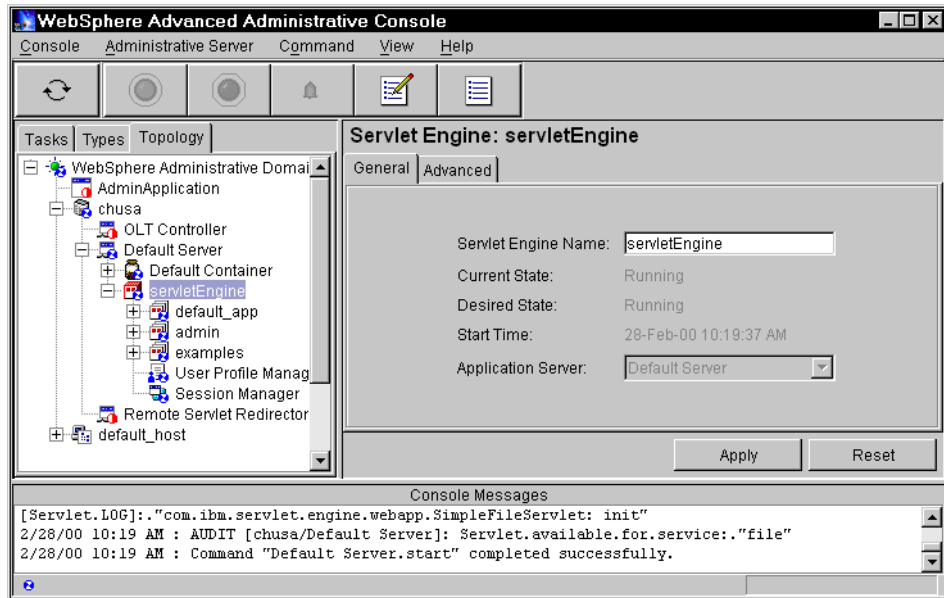 WebSphere Advanced Administrative Console
Console Administrative Server Command View Help
Tasks Types Topology
WebSphere Administrative Domai
AdminApplication
chusa
OLT Controller
Default Server
Default Container
servletEngine
default_app
admin
examples
User Profile Manag
Session Manager
Remote Servlet Redirector
default_host
Servlet Engine: servletEngine
General Advanced
Servlet Engine Name: servletEngine
Current State: Running
Desired State: Running
Start Time: 28-Feb-00 10:19:37 AM
Application Server: Default Server
Apply Reset
Console Messages
[Servlet.LOG]:."com.ibm.servlet.engine.webapp.SimpleFileServlet: init"
2/28/00 10:19 AM : AUDIT [chusa/Default Server]: Servlet.available.for.service:."file"
2/28/00 10:19 AM : Command "Default Server.start" completed successfully.